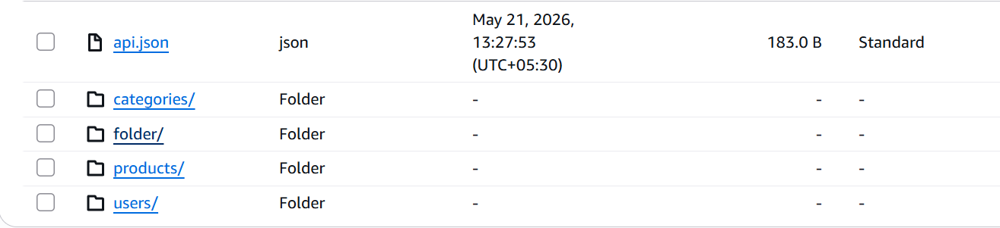 api.json json May 21, 2026, 13:27:53 (UTC+05:30) 183.0 B Standard
categories/ Folder - - -
folder/ Folder - - -
products/ Folder - - -
users/ Folder - - -